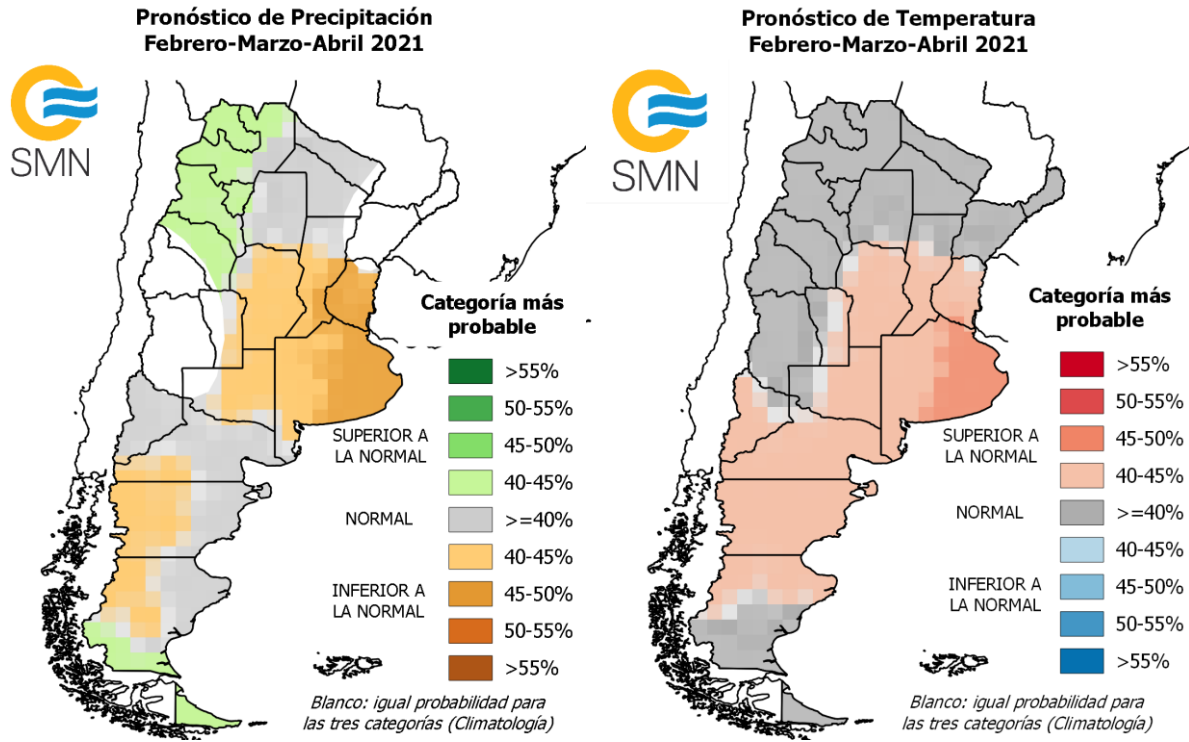 Pronóstico de Precipitación
Febrero-Marzo-Abril 2021
SMN
Categoría más
probable
>55%
50-55%
45-50%
SUPERIOR A
LA NORMAL
40-45%
NORMAL
>=40%
40-45%
INFERIOR A
LA NORMAL
45-50%
50-55%
>55%
Blanco: igual probabilidad para
las tres categorías (Climatología)
Pronóstico de Temperatura
Febrero-Marzo-Abril 2021
SMN
Categoría más
probable
>55%
50-55%
45-50%
SUPERIOR A
LA NORMAL
40-45%
NORMAL
>=40%
40-45%
INFERIOR A
LA NORMAL
45-50%
50-55%
>55%
Blanco: igual probabilidad para
las tres categorías (Climatología)